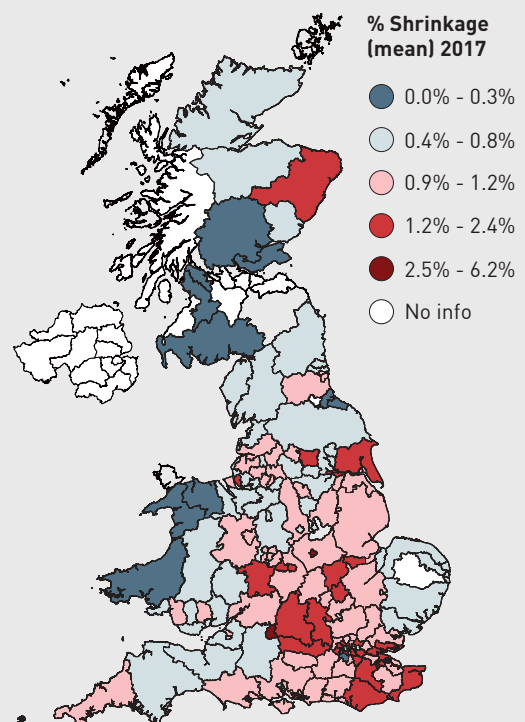 % Shrinkage
(mean) 2017
0.0% - 0.3%
0.4% - 0.8%
0.9% - 1.2%
1.2% - 2.4%
2.5% - 6.2%
No info